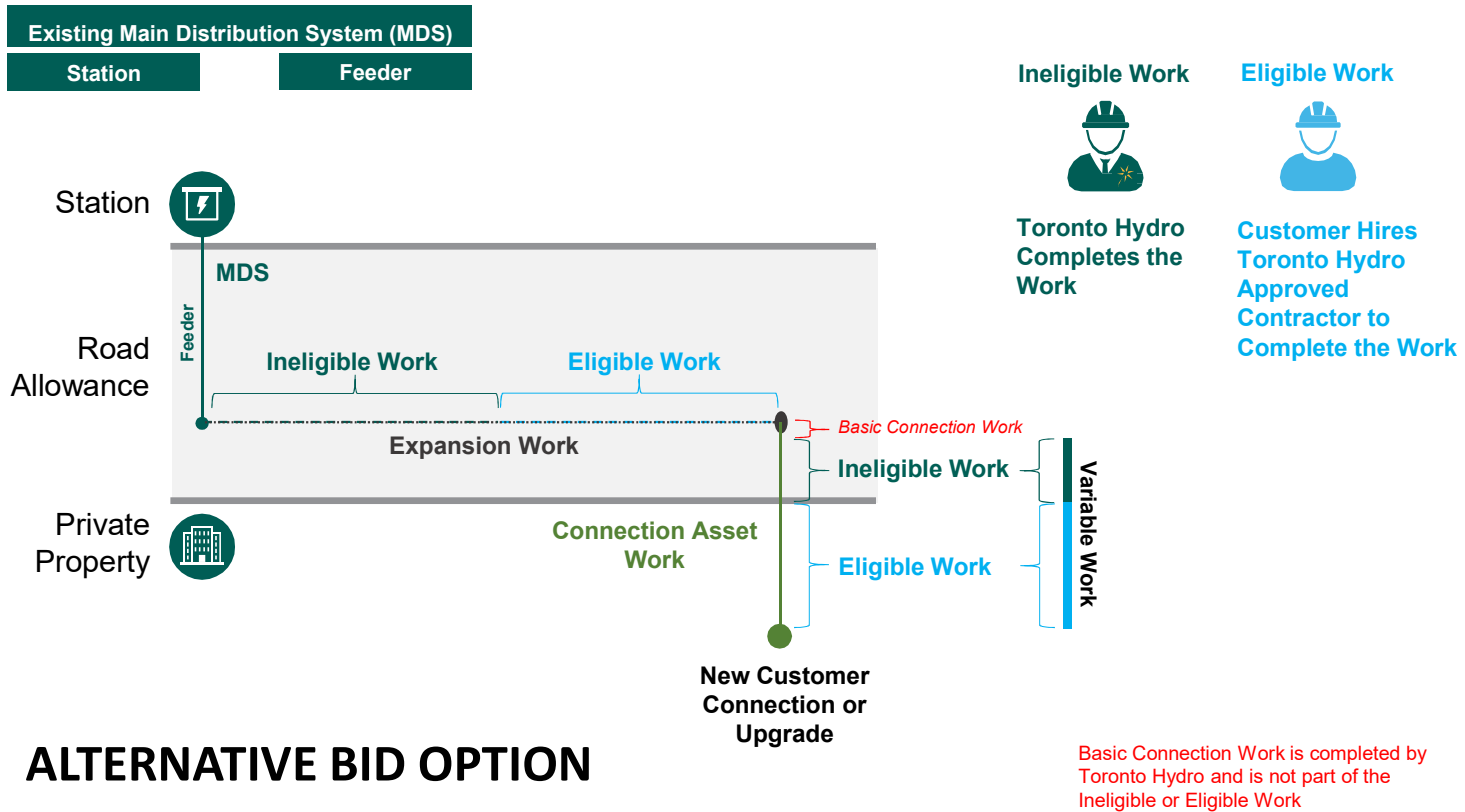 Existing Main Distribution System (MDS)
Station
Feeder
Ineligible Work
Eligible Work
Toronto Hydro
Completes the
Work
Customer Hires
Toronto Hydro
Approved
Contractor to
Complete the Work
Station
MDS
Feeder
Road
Allowance
Ineligible Work
Eligible Work
Expansion Work
Basic Connection Work
Ineligible Work
Variable Work
Private
Property
Connection Asset
Work
Eligible Work
New Customer
Connection or
Upgrade
ALTERNATIVE BID OPTION
Basic Connection Work is completed by
Toronto Hydro and is not part of the
Ineligible or Eligible Work